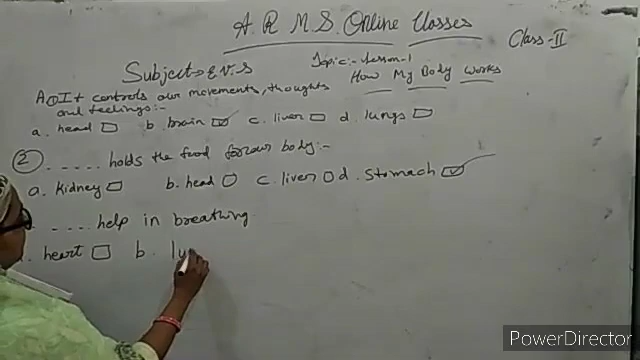 A R M S Online Classes
Class-II
Subject→E.V.S
Topic:-Lesson-1
How My Body Works
A① It controls our movements, thoughts
and feelings:-
a. head b. brain c. liver d. lungs
② ..... holds the food for our body:-
a. kidney b. head c. liver d. stomach
.... help in breathing
. heart b. lu
PowerDirector